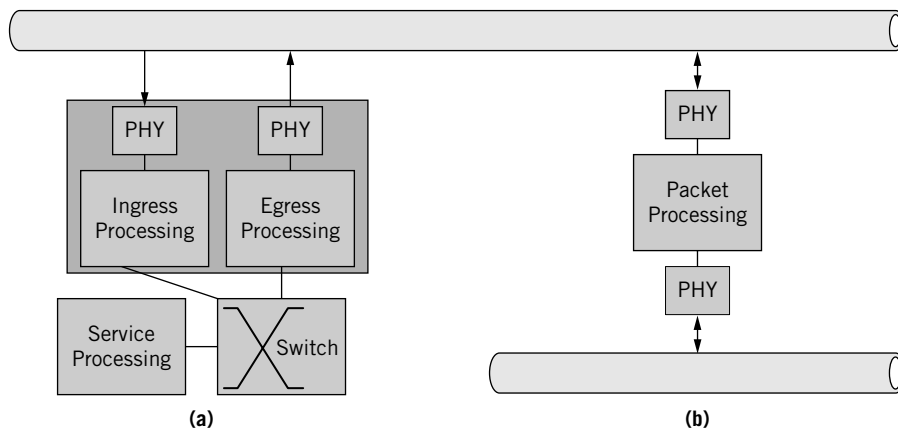 PHY
PHY
PHY
Ingress
Processing
Egress
Processing
Packet
Processing
PHY
Service
Processing
Switch
(a)
(b)